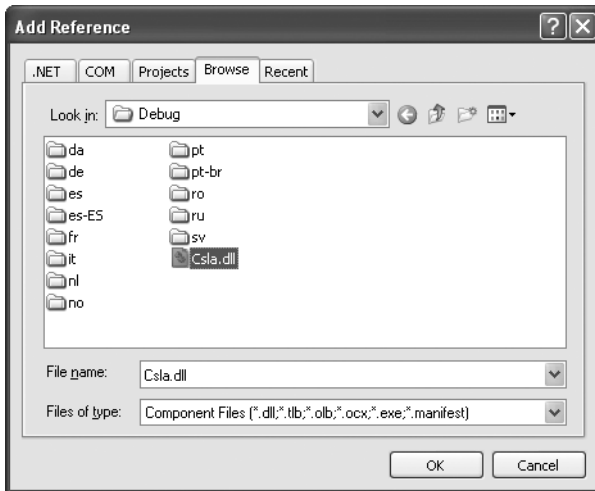 Add Reference
.NET COM Projects Browse Recent
Look in: Debug
da pt
de pt-br
es ro
es-ES ru
fr sv
it Csla.dll
nl
no
File name: Csla.dll
Files of type: Component Files (*.dll;*.tlb;*.olb;*.ocx;*.exe;*.manifest)
OK Cancel